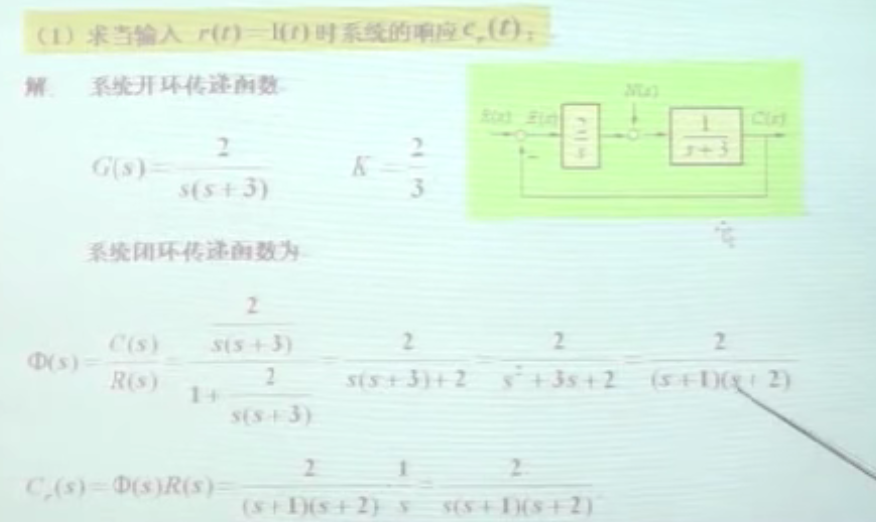 (1) 求当输入 r(t)=1(t)时系统的响应 c_r(t);
解. 系统开环传递函数
G(s)=\frac{2}{s(s+3)} K=\frac{2}{3}
N(s)
R(s) E(s) \frac{2}{s} \frac{1}{s+3} C(s)
−
系统闭环传递函数为
Φ(s)=\frac{C(s)}{R(s)}=\frac{\frac{2}{s(s+3)}}{1+\frac{2}{s(s+3)}}=\frac{2}{s(s+3)+2}=\frac{2}{s^2+3s+2}=\frac{2}{(s+1)(s+2)}
C_r(s)=Φ(s)R(s)=\frac{2}{(s+1)(s+2)}·\frac{1}{s}=\frac{2}{s(s+1)(s+2)}